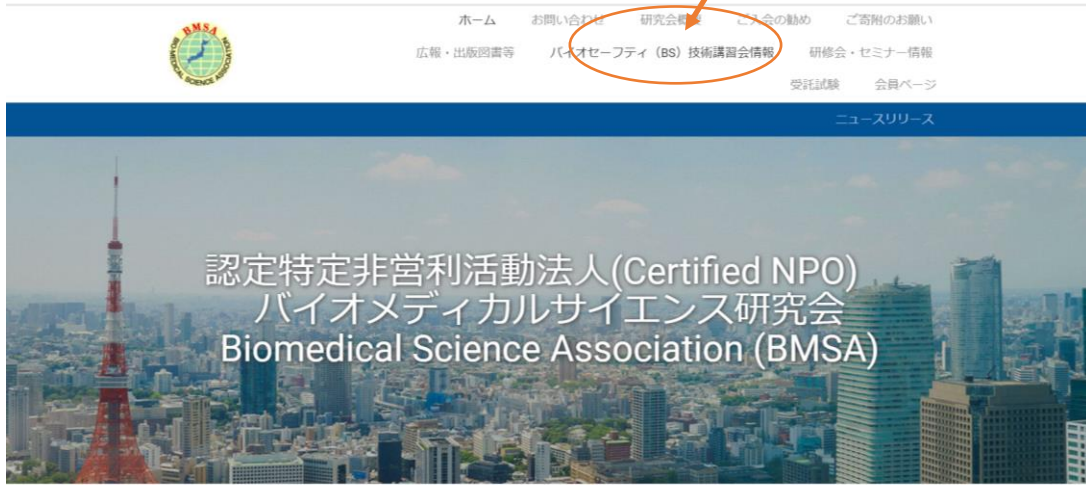 BMSA
BIOMEDICAL SCIENCE ASSOCIATION
ホーム お問い合わせ 研究会概要 ご入会の勧め ご寄附のお願い
広報・出版図書等 バイオセーフティ（BS）技術講習会情報 研修会・セミナー情報
受託試験 会員ページ
ニュースリリース
認定特定非営利活動法人(Certified NPO)
バイオメディカルサイエンス研究会
Biomedical Science Association (BMSA)